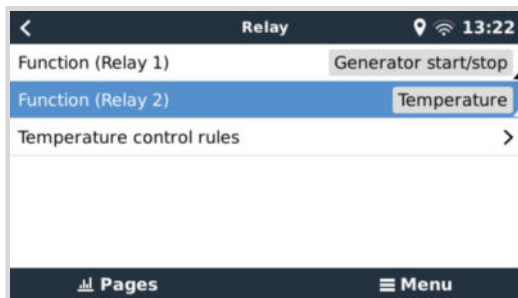 Relay 13:22
Function (Relay 1) Generator start/stop
Function (Relay 2) Temperature
Temperature control rules
Pages Menu